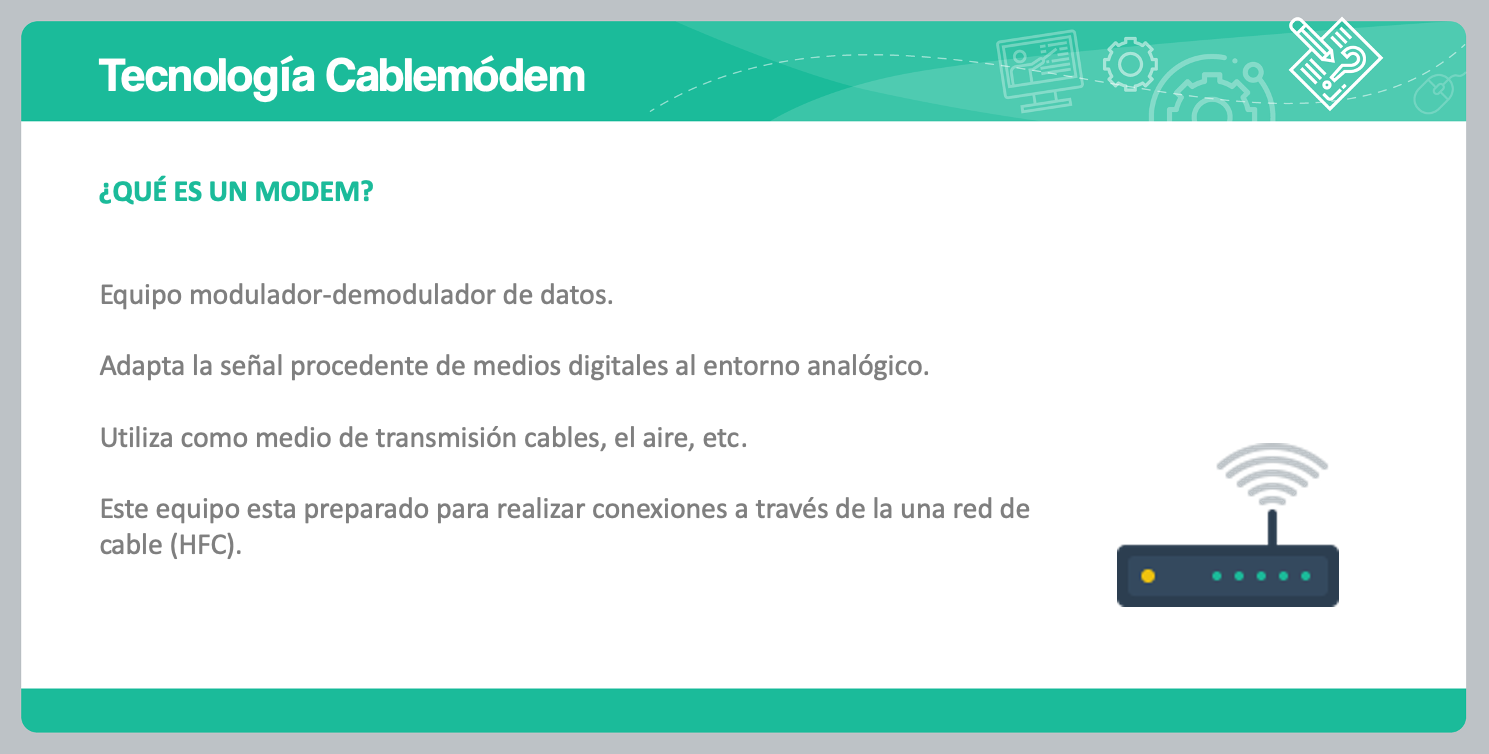 Tecnología Cablemódem
¿QUÉ ES UN MODEM?
Equipo modulador-demodulador de datos.
Adapta la señal procedente de medios digitales al entorno analógico.
Utiliza como medio de transmisión cables, el aire, etc.
Este equipo esta preparado para realizar conexiones a través de la una red de
cable (HFC).